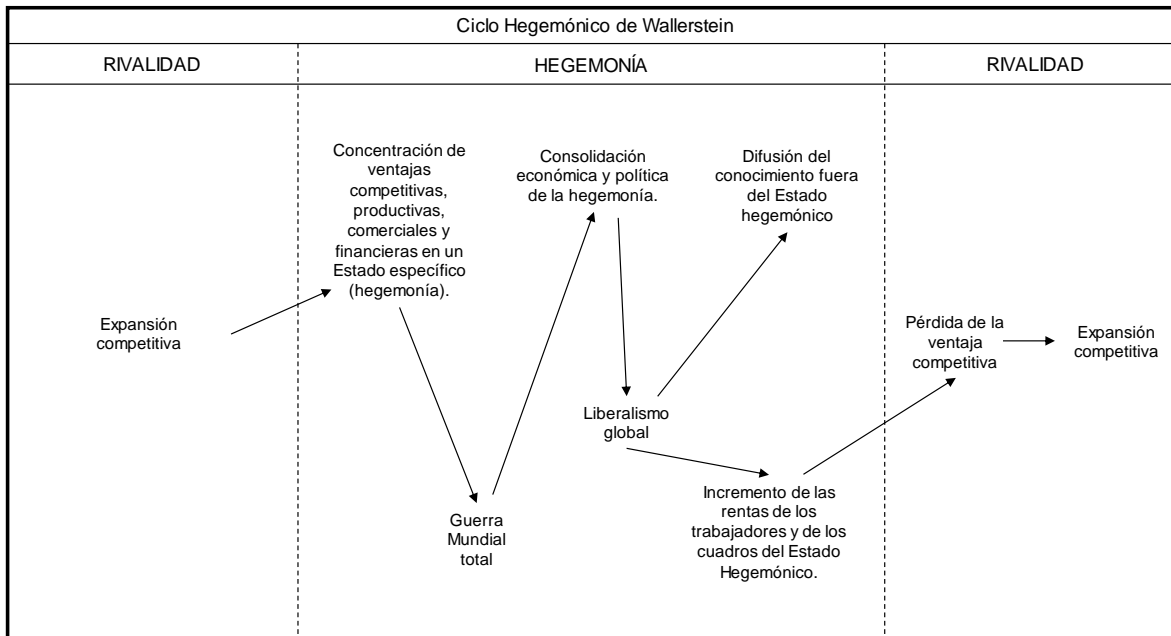 Ciclo Hegemónico de Wallerstein
RIVALIDAD
HEGEMONÍA
RIVALIDAD
Expansión
competitiva
Concentración de
ventajas
competitivas,
productivas,
comerciales y
financieras en un
Estado específico
(hegemonía).
Guerra
Mundial
total
Consolidación
económica y política
de la hegemonía.
Liberalismo
global
Difusión del
conocimiento fuera
del Estado
hegemónico
Incremento de las
rentas de los
trabajadores y de los
cuadros del Estado
Hegemónico.
Pérdida de la
ventaja
competitiva
Expansión
competitiva